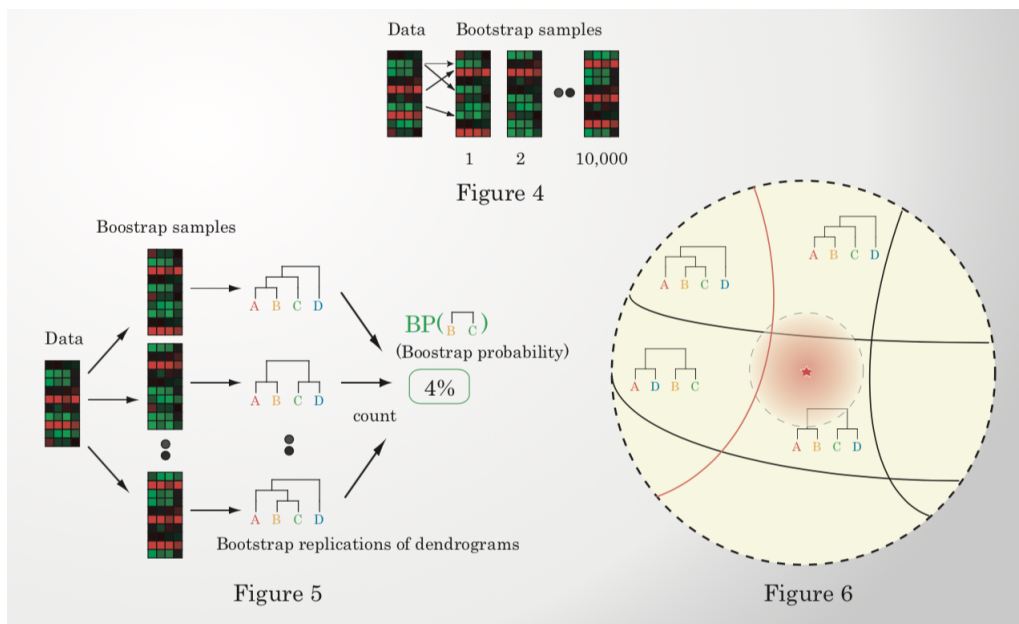 Data Bootstrap samples
1 2 10,000
Figure 4
Boostrap samples
Data
A B C D
BP( B C )
(Boostrap probability)
4%
A B C D
count
A B C D
Bootstrap replications of dendrograms
Figure 5
A B C D
A B C D
A D B C
A B C D
Figure 6